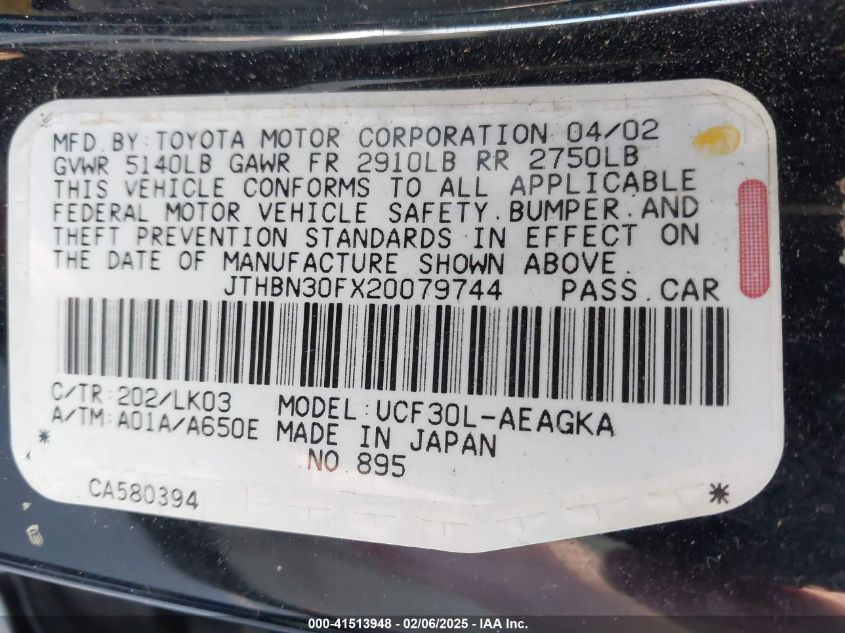 MFD.BY:TOYOTA MOTOR CORPORATION 04/02
GVWR 5140LB GAWR FR 2910LB RR 2750LB
THIS VEHICLE CONFORMS TO ALL APPLICABLE
FEDERAL MOTOR VEHICLE SAFETY.BUMPER.AND
THEFT PREVENTION STANDARDS IN EFFECT ON
THE DATE OF MANUFACTURE SHOWN ABOVE.
JTHBN30FX20079744 PASS.CAR
C/TR:202/LK03 MODEL:UCF30L-AEAGKA
A/TM:A01A/A650E MADE IN JAPAN
* NO.895
CA580394 *
000-41513948 - 02/06/2025 - IAA Inc.